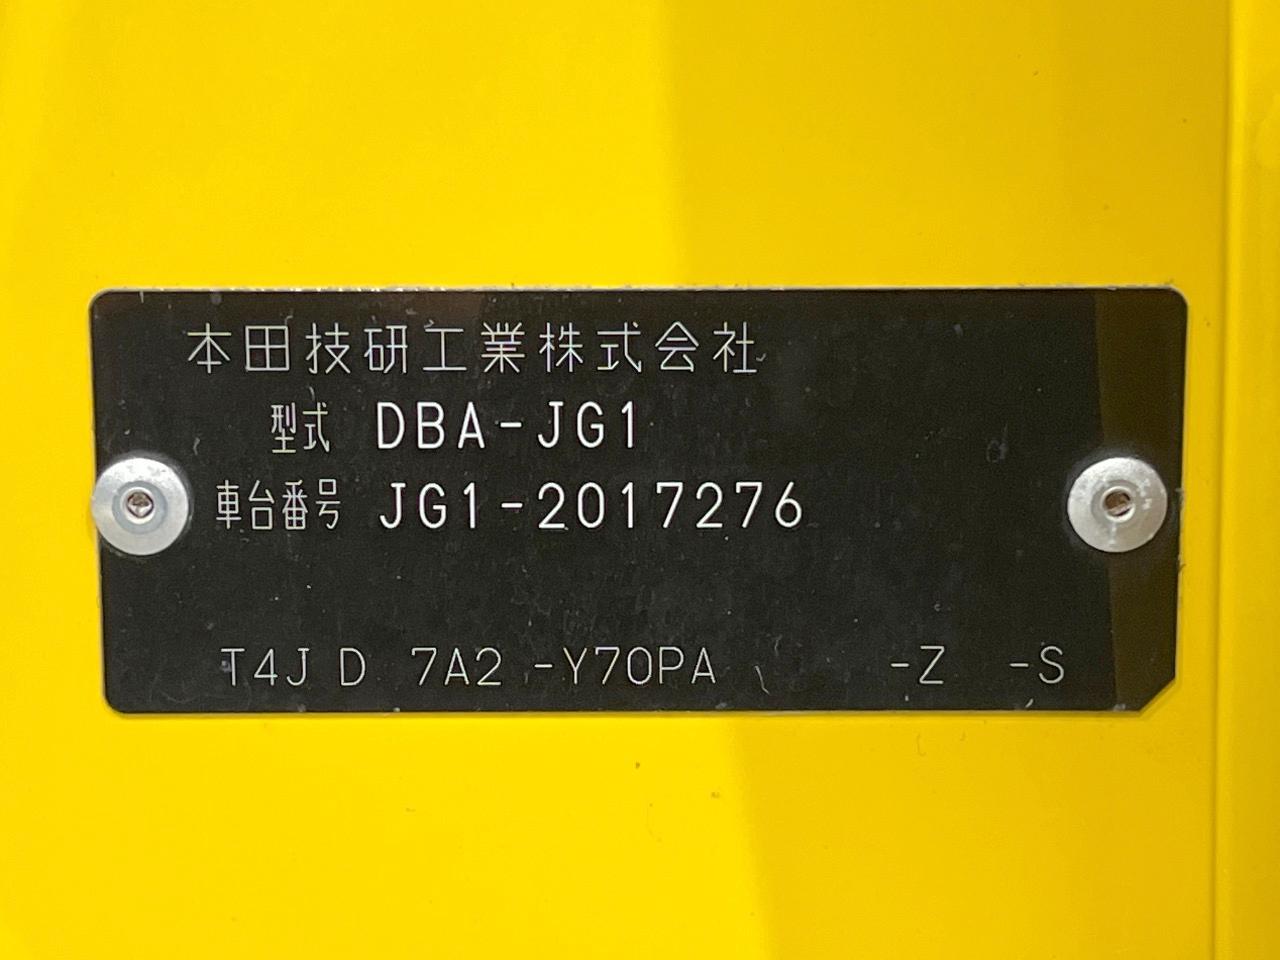 本田技研工業株式会社
型式 DBA-JG1
車台番号 JG1-2017276
T4J D 7A2 -Y70PA -Z -S